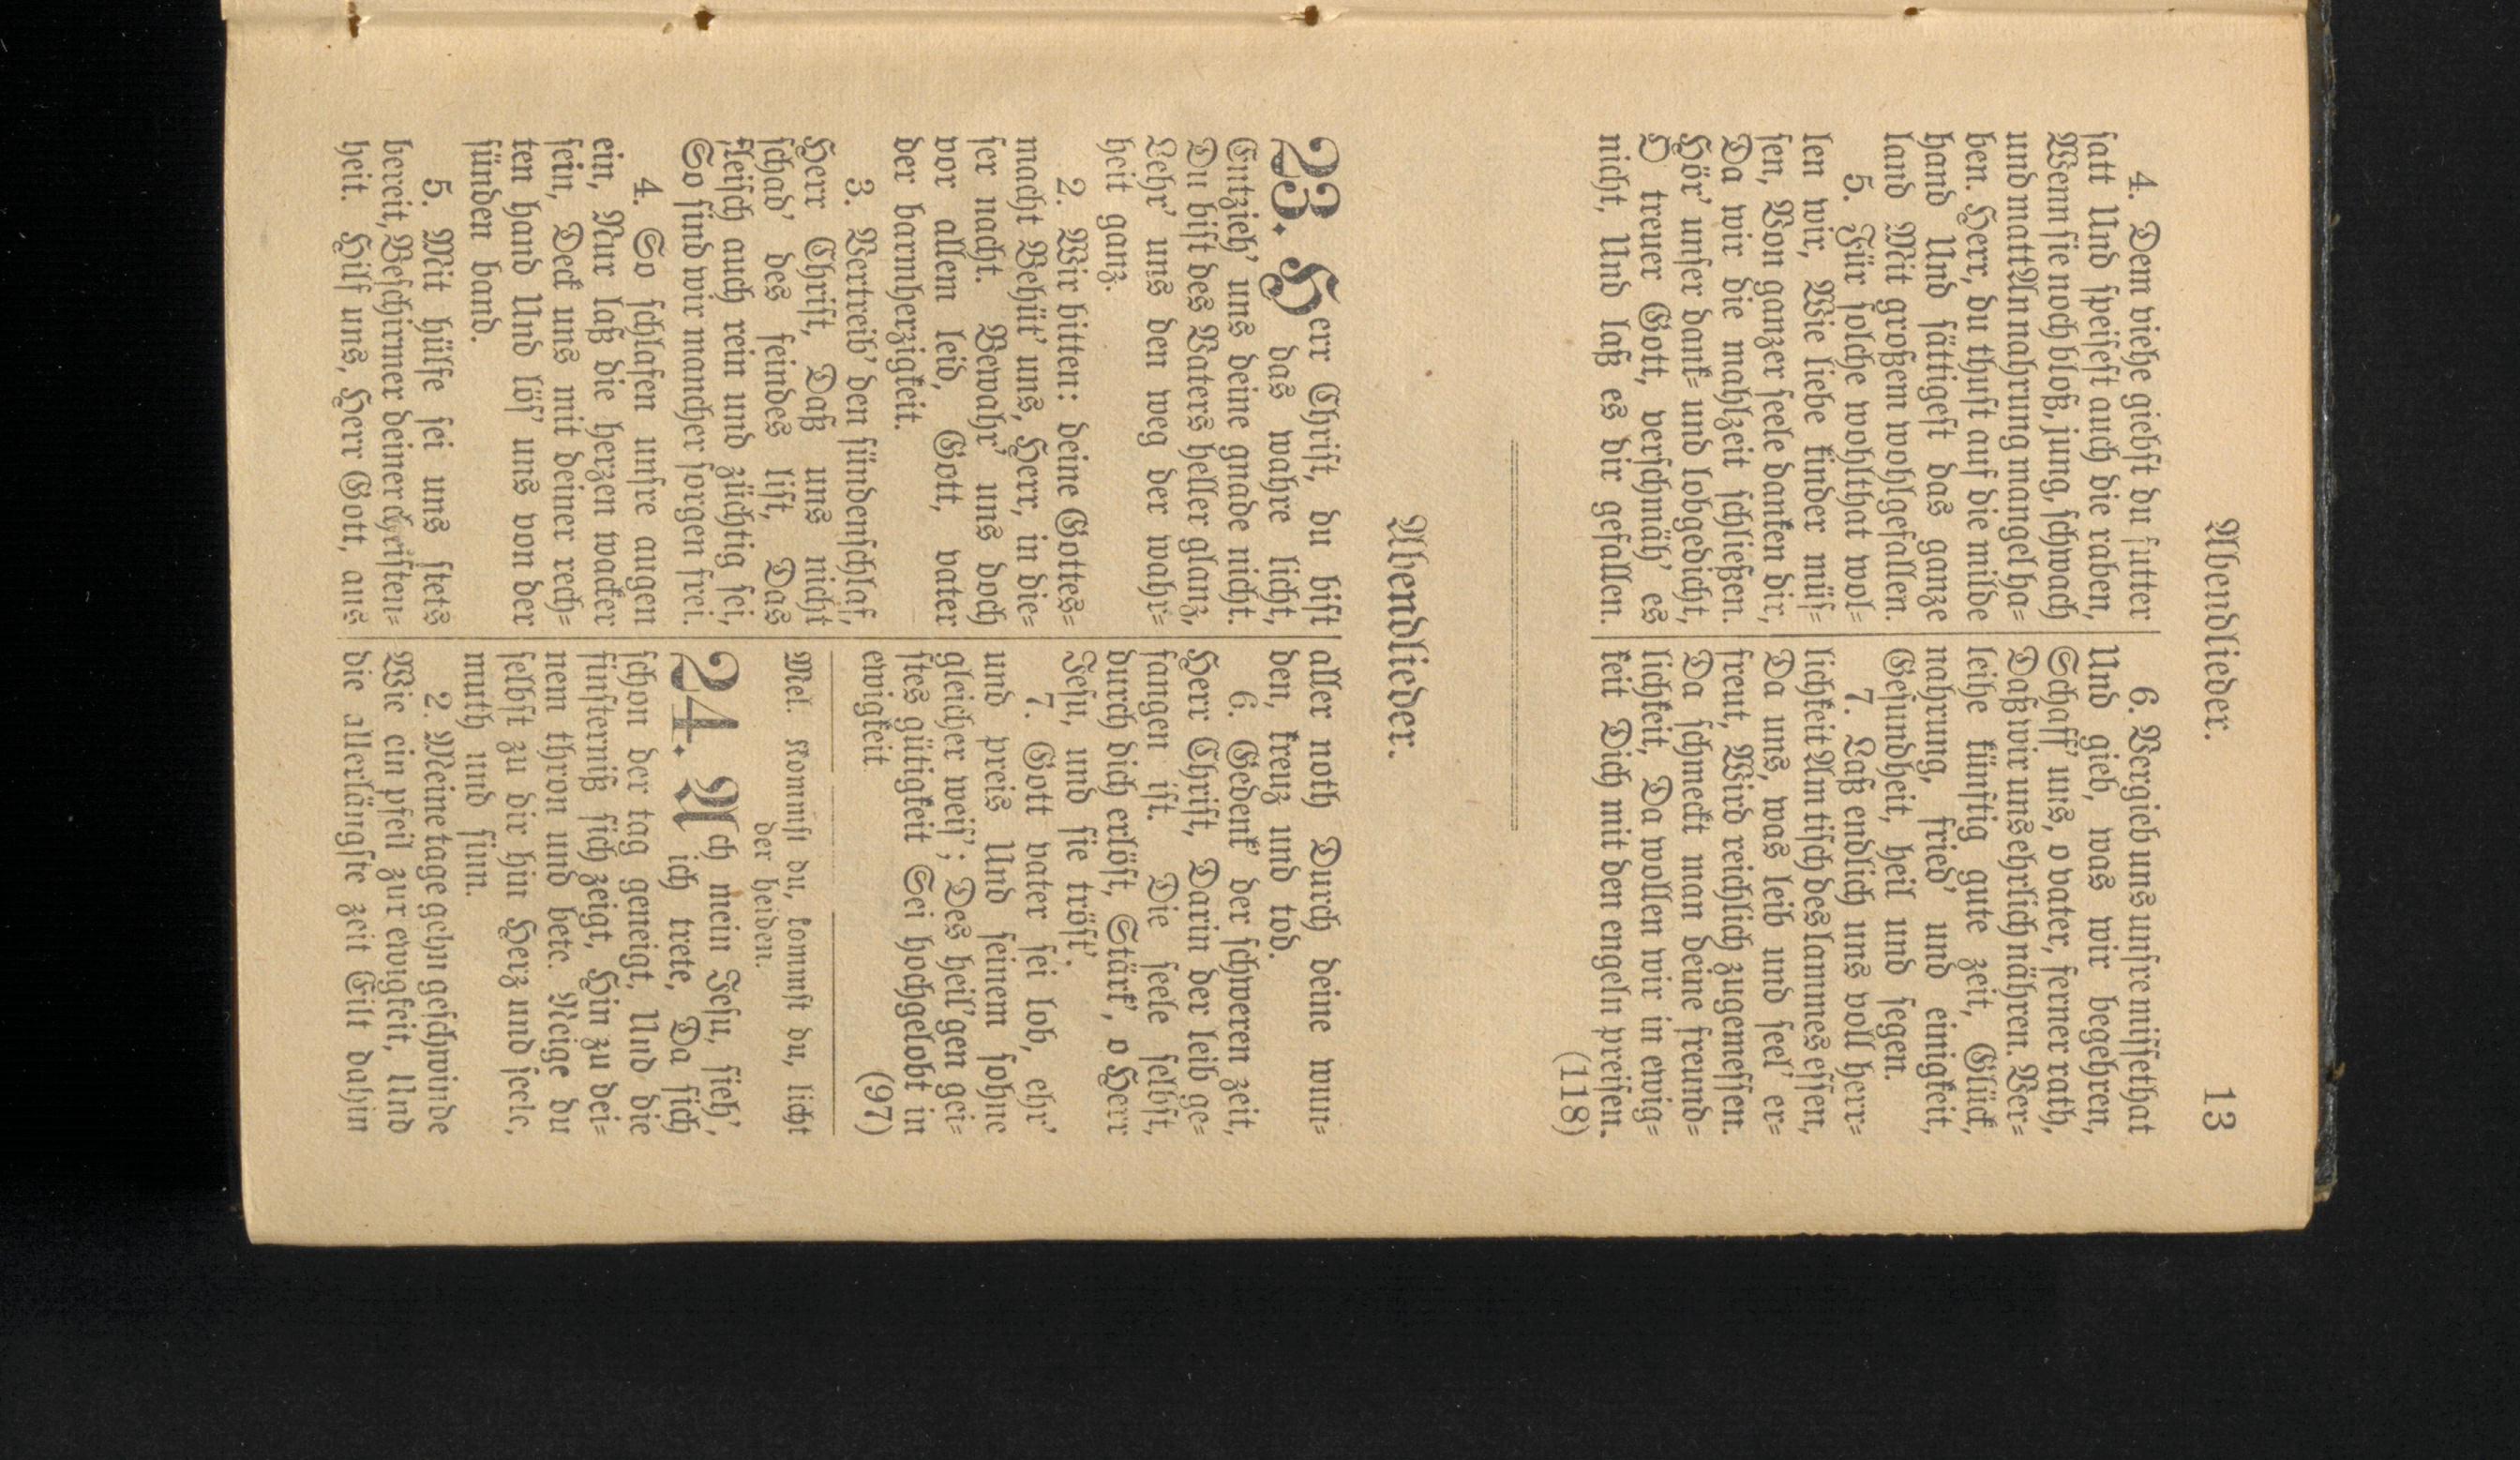 Abendlieder. 13
4. Dem viehe giebst du futter
satt Und speisest auch die raben,
Wenn sie noch bloß, jung, schwach
und matt An nahrung mangel ha=
ben. Herr, du thust auf die milde
hand Und sättigest das ganze
land Mit großem wohlgefallen.
5. Für solche wohlthat wol=
len wir, Wie liebe kinder müs=
sen, Von ganzer seele danken dir,
Da wir die mahlzeit schließen.
Hör' unser dank= und lobgedicht,
O treuer Gott, verschmäh' es
nicht, Und laß es dir gefallen.
6. Vergieb uns unsre missethat
Und gieb, was wir begehren,
Schaff' uns, o vater, ferner rath,
Daß wir uns ehrlich nähren. Ver=
leihe künftig gute zeit, Glück,
nahrung, fried' und einigkeit,
Gesundheit, heil und segen.
7. Laß endlich uns voll herr=
lichkeit Am tisch des lammes essen,
Da uns, was leib und seel' er=
freut, Wird reichlich zugemessen.
Da schmeckt man deine freund=
lichkeit, Da wollen wir in ewig=
keit Dich mit den engeln preisen.
(118)
Abendlieder.
23. Herr Christ, du bist
das wahre licht,
Entzieh' uns deine gnade nicht.
Du bist des Vaters heller glanz,
Lehr' uns den weg der wahr=
heit ganz.
2. Wir bitten: deine Gottes=
macht Behüt' uns, Herr, in die=
ser nacht. Bewahr' uns doch
vor allem leid, Gott, vater
der barmherzigkeit.
3. Vertreib' den sündenschlaf,
Herr Christ, Daß uns nicht
schad' des feindes list, Das
fleisch auch rein und züchtig sei,
So sind wir mancher sorgen frei.
4. So schlafen unsre augen
ein, Nur laß die herzen wacker
sein, Deck uns mit deiner rech=
ten hand Und lös' uns von der
sünden band.
5. Mit hülfe sei uns stets
bereit, Beschirmer deiner christen=
heit. Hilf uns, Herr Gott, aus
aller noth Durch deine wun=
den, kreuz und tod.
6. Gedenk' der schweren zeit,
Herr Christ, Darin der leib ge=
fangen ist. Die seele selbst,
durch dich erlöst, Stärk', o Herr
Jesu, und sie tröst'.
7. Gott vater sei lob, ehr'
und preis Und seinem sohne
gleicher weis'; Des heil'gen gei=
stes gütigkeit Sei hochgelobt in
ewigkeit (97)
Mel. Kommst du, kommst du, licht
der heiden.
24. Ach mein Jesu, sieh',
ich trete, Da sich
schon der tag geneigt, Und die
finsterniß sich zeigt, Hin zu dei=
nem thron und bete. Neige du
selbst zu dir hin Herz und seele,
muth und sinn.
2. Meine tage gehn geschwinde
Wie ein pfeil zur ewigkeit, Und
die allerlängste zeit Eilt dahin